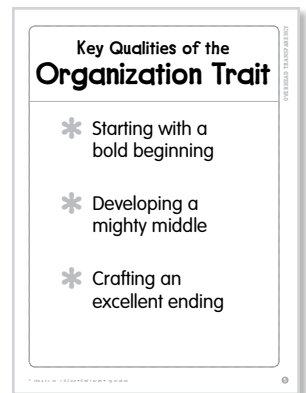 Key Qualities of the
Organization Trait
OVERHEAD TRANSPARENCY
Starting with a
bold beginning
Developing a
mighty middle
Crafting an
excellent ending